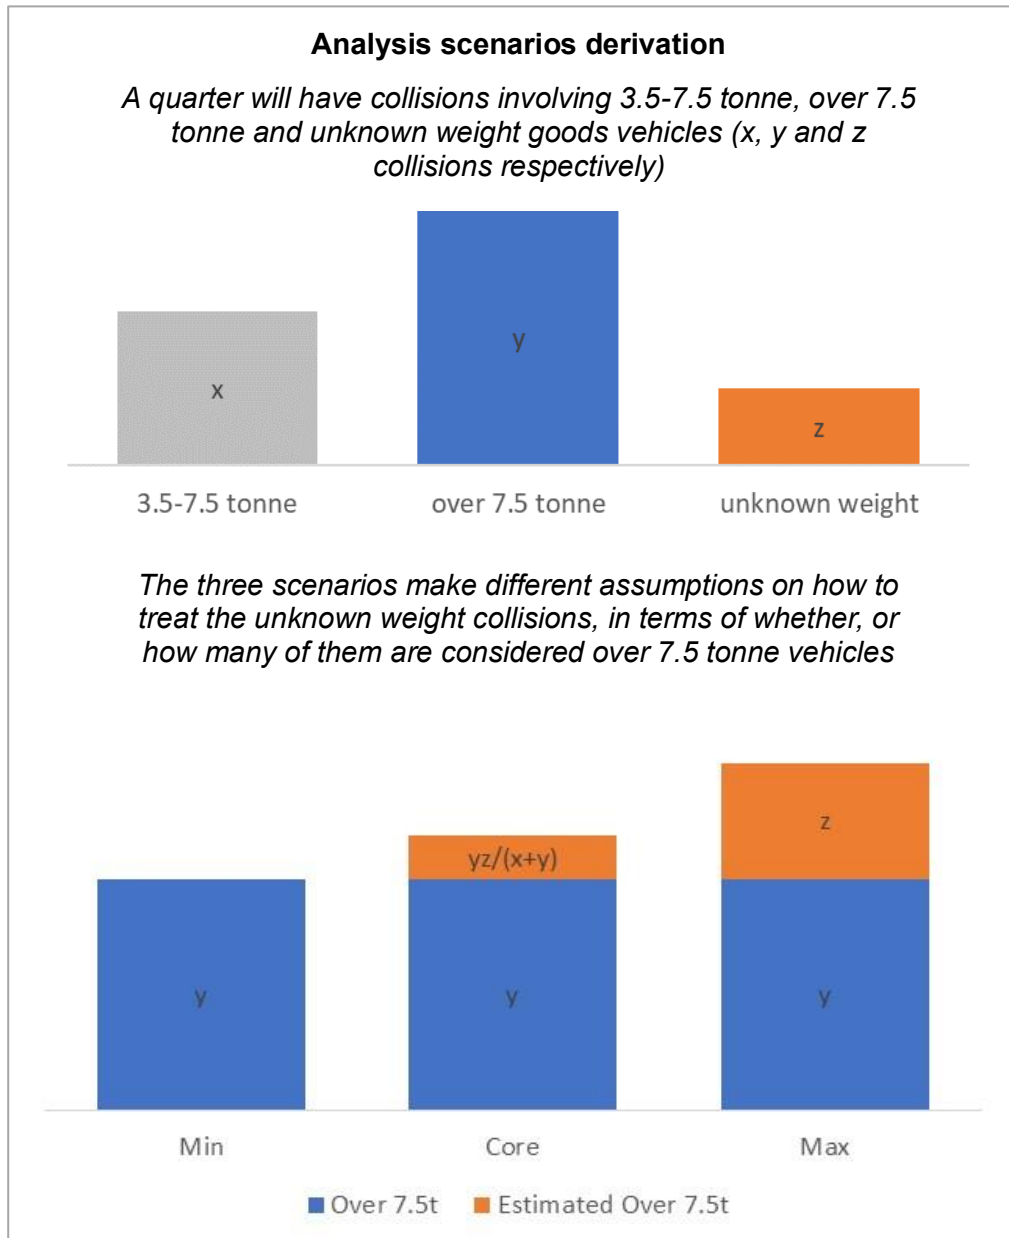 Analysis scenarios derivation
A quarter will have collisions involving 3.5-7.5 tonne, over 7.5
tonne and unknown weight goods vehicles (x, y and z
collisions respectively)
x
y
z
3.5-7.5 tonne
over 7.5 tonne
unknown weight
The three scenarios make different assumptions on how to
treat the unknown weight collisions, in terms of whether, or
how many of them are considered over 7.5 tonne vehicles
y
yz/(x+y)
y
z
y
Min
Core
Max
Over 7.5t
Estimated Over 7.5t